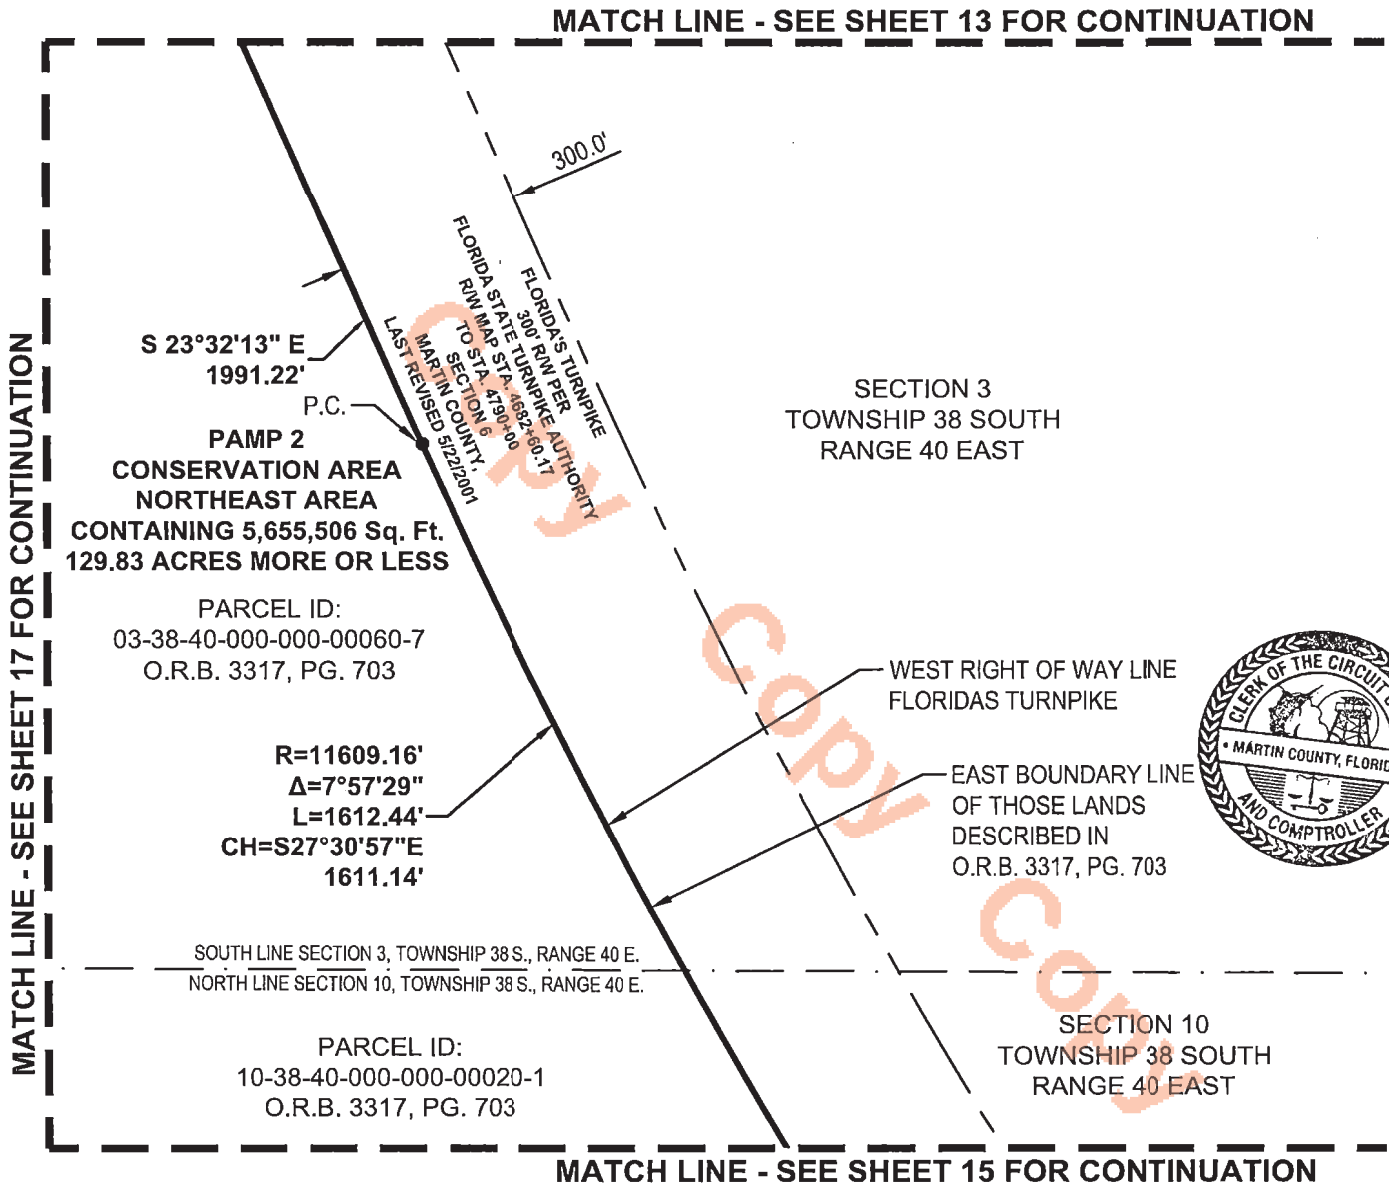 MATCH LINE - SEE SHEET 13 FOR CONTINUATION
300.0'
FLORIDA'S TURNPIKE
300' R/W PER
FLORIDA STATE TURNPIKE AUTHORITY
R/W MAP STA. 4682+60.17
TO STA. 4790+00
SECTION 6
MARTIN COUNTY,
LAST REVISED 5/22/2001
S 23°32'13" E
1991.22'
P.C.
PAMP 2
CONSERVATION AREA
NORTHEAST AREA
CONTAINING 5,655,506 Sq. Ft.
129.83 ACRES MORE OR LESS
PARCEL ID:
03-38-40-000-000-00060-7
O.R.B. 3317, PG. 703
SECTION 3
TOWNSHIP 38 SOUTH
RANGE 40 EAST
MATCH LINE - SEE SHEET 17 FOR CONTINUATION
WEST RIGHT OF WAY LINE
FLORIDAS TURNPIKE
R=11609.16'
Δ=7°57'29"
L=1612.44'
CH=S27°30'57"E
1611.14'
EAST BOUNDARY LINE
OF THOSE LANDS
DESCRIBED IN
O.R.B. 3317, PG. 703
CLERK OF THE CIRCUIT
• MARTIN COUNTY, FLORID
AND COMPTROLLER
SOUTH LINE SECTION 3, TOWNSHIP 38 S., RANGE 40 E.
NORTH LINE SECTION 10, TOWNSHIP 38 S., RANGE 40 E.
PARCEL ID:
10-38-40-000-000-00020-1
O.R.B. 3317, PG. 703
SECTION 10
TOWNSHIP 38 SOUTH
RANGE 40 EAST
MATCH LINE - SEE SHEET 15 FOR CONTINUATION
Copy
Copy
Copy